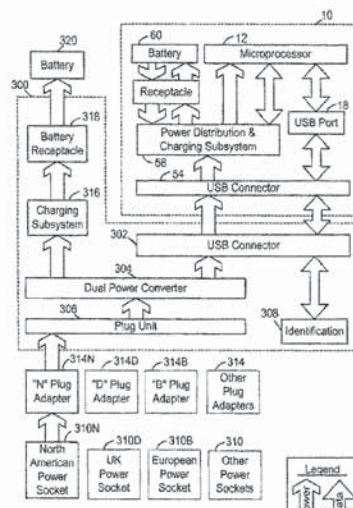 10
320
60
12
Battery
Battery
Microprocessor
300
318
Receptacle
18
Battery
Receptacle
USB Port
Power Distribution &
Charging Subsystem
316
58
54
Charging
Subsystem
USB Connector
302
USB Connector
304
Dual Power Converter
306
308
Plug Unit
Identification
314N
314D
314B
314
"N" Plug
Adapter
"D" Plug
Adapter
"B" Plug
Adapter
Other
Plug
Adapters
310N
310D
310B
310
North
American
Power
Socket
UK
Power
Socket
European
Power
Socket
Other
Power
Sockets
Legend
Power
Data